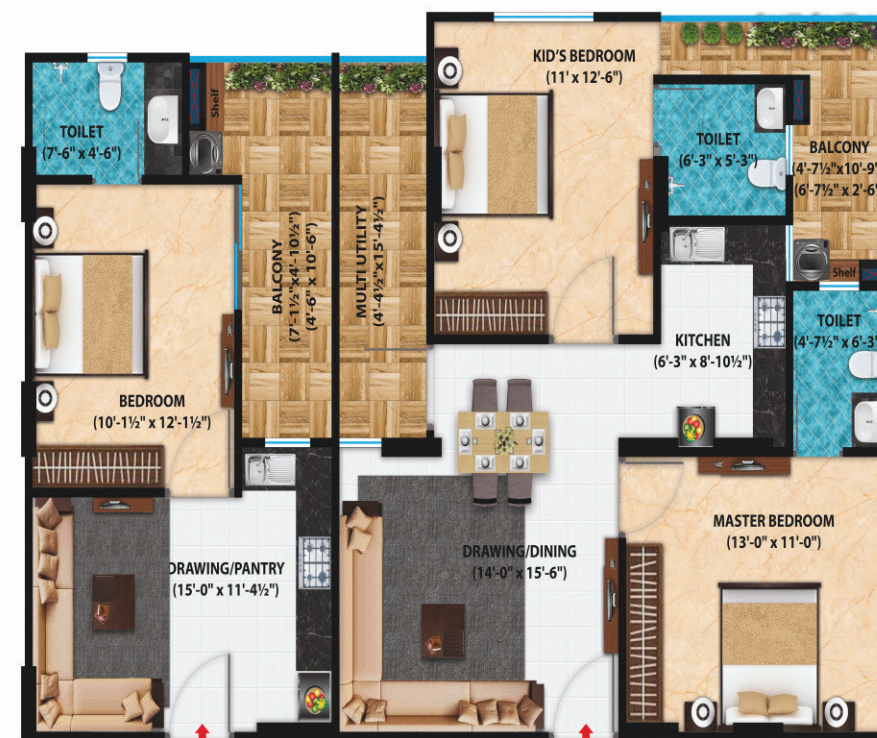 TOILET
(7'-6" x 4'-6")
Shelf
BALCONY
(7'-1½"x4'-10½")
(4'-6" x 10'-6")
MULTI UTILITY
(4'-4½"x15'-4½")
KID'S BEDROOM
(11' x 12'-6")
TOILET
(6'-3" x 5'-3")
BALCONY
(4'-7½"x10'-9"
(6'-7½" x 2'-6"
Shelf
KITCHEN
(6'-3" x 8'-10½")
TOILET
(4'-7½" x 6'-3"
BEDROOM
(10'-1½" x 12'-1½")
DRAWING/PANTRY
(15'-0" x 11'-4½")
DRAWING/DINING
(14'-0" x 15'-6")
MASTER BEDROOM
(13'-0" x 11'-0")